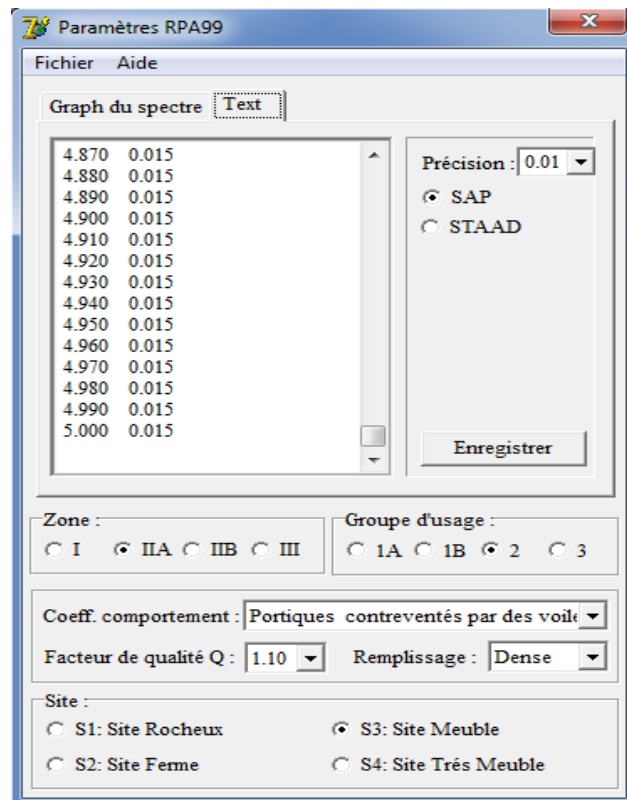 Paramètres RPA99
Fichier Aide
Graph du spectre Text
4.870 0.015
4.880 0.015
4.890 0.015
4.900 0.015
4.910 0.015
4.920 0.015
4.930 0.015
4.940 0.015
4.950 0.015
4.960 0.015
4.970 0.015
4.980 0.015
4.990 0.015
5.000 0.015
Précision : 0.01
SAP
STAAD
Enregistrer
Zone :
I IIA IIB III
Groupe d'usage :
1A 1B 2 3
Coeff. comportement : Portiques contreventés par des voile
Facteur de qualité Q : 1.10 Remplissage : Dense
Site :
S1: Site Rocheux S3: Site Meuble
S2: Site Ferme S4: Site Trés Meuble